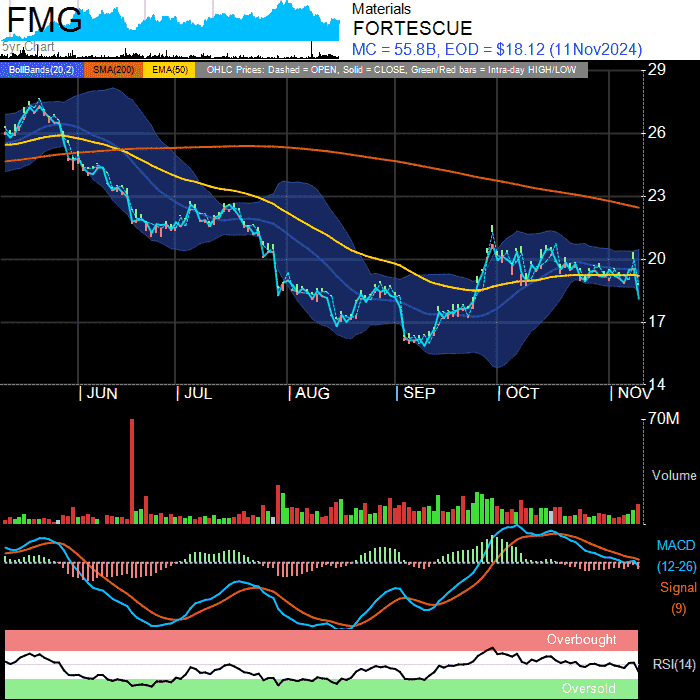 FMG
5yr Chart
Materials
FORTESCUE
MC = 55.8B, EOD = $18.12 (11Nov2024)
BollBands(20,2) SMA(200) EMA(50) OHLC Prices: Dashed = OPEN, Solid = CLOSE, Green/Red bars = Intra-day HIGH/LOW
29
26
23
20
17
14
| JUN | JUL | AUG | SEP | OCT | NOV
70M
Volume
MACD
(12-26)
Signal
(9)
Overbought
RSI(14)
Oversold